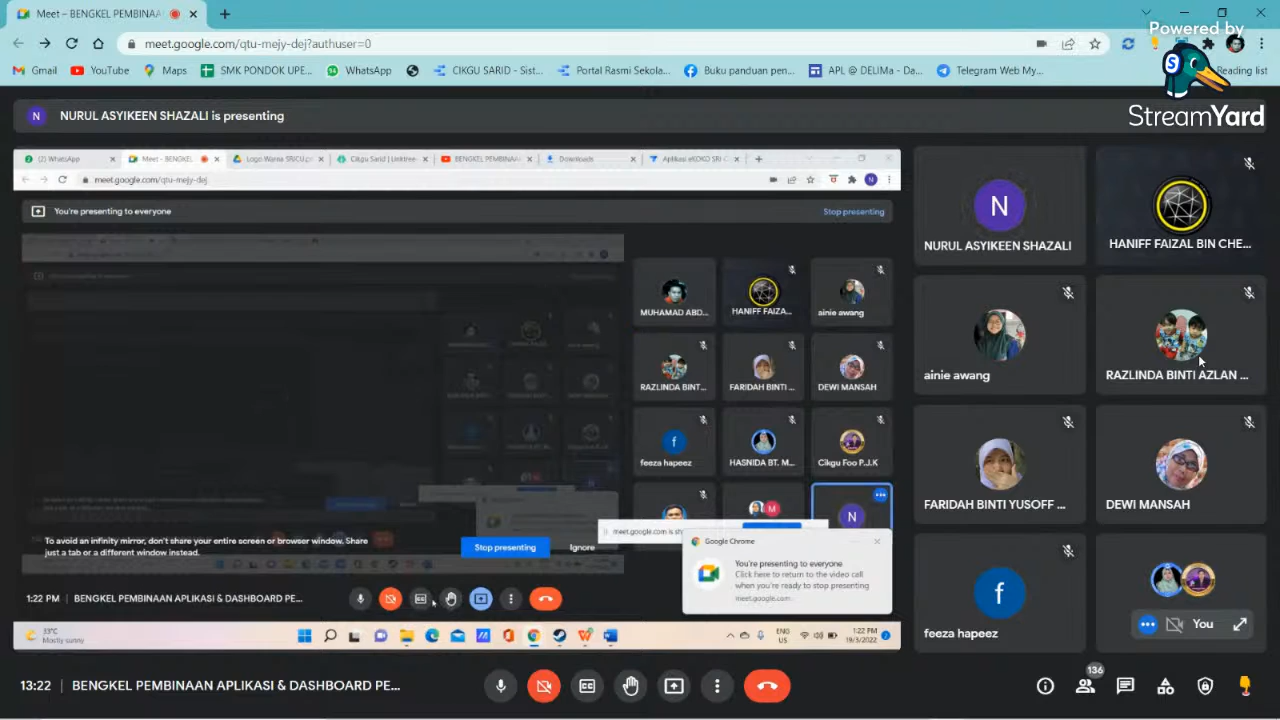 Meet – BENGKEL PEMBINAA
meet.google.com/qtu-mejy-dej?authuser=0
Powered by
StreamYard
Gmail
YouTube
Maps
SMK PONDOK UPE...
WhatsApp
CIKGU SARID - Sist...
Portal Rasmi Sekola...
Buku panduan pen...
APL @ DELIMa - Da...
Telegram Web My...
Reading list
N
NURUL ASYIKEEN SHAZALI is presenting
(2) WhatsApp
Meet - BENGKEL
Logo Warna SRICU.p
Cikgu Sarid | Linktree
BENGKEL PEMBINAA
Downloads
Aplikasi eKOKO SRI C
meet.google.com/qtu-mejy-dej
You're presenting to everyone
Stop presenting
MUHAMAD ABD...
HANIFF FAIZA...
ainie awang
RAZLINDA BINT...
FARIDAH BINTI ...
DEWI MANSAH
f
feeza hapeez
HASNIDA BT. M...
Cikgu Foo P.J.K
M
N
To avoid an infinity mirror, don't share your entire screen or browser window. Share
just a tab or a different window instead.
Stop presenting
Ignore
meet.google.com is sh
Google Chrome
You're presenting to everyone
Click here to return to the video call
when you're ready to stop presenting
meet.google.com
1:22 PM | BENGKEL PEMBINAAN APLIKASI & DASHBOARD PE...
33°C
Mostly sunny
ENG
US
1:22 PM
19/3/2022
N
NURUL ASYIKEEN SHAZALI
HANIFF FAIZAL BIN CHE...
ainie awang
RAZLINDA BINTI AZLAN ...
FARIDAH BINTI YUSOFF ...
DEWI MANSAH
f
feeza hapeez
You
13:22 | BENGKEL PEMBINAAN APLIKASI & DASHBOARD PE...
136